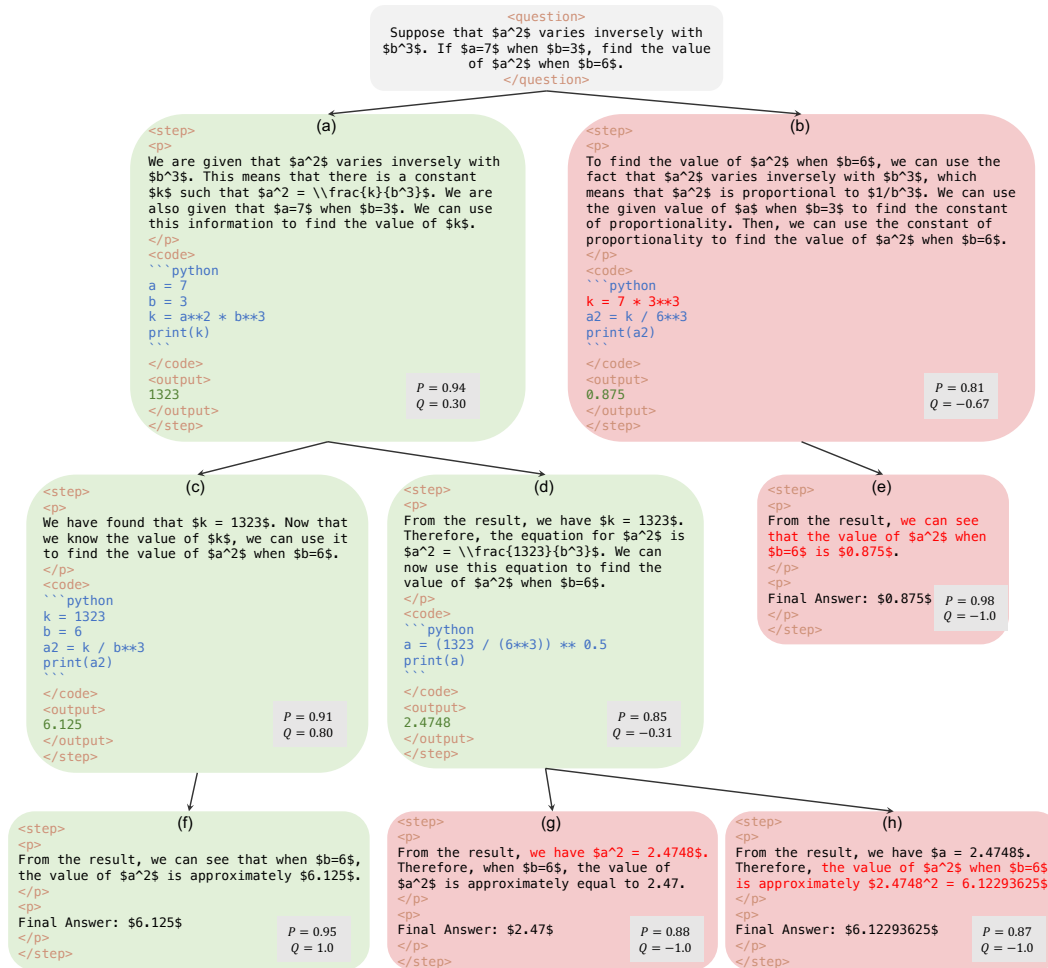 <question>
Suppose that $a^2$ varies inversely with
$b^3$. If $a=7$ when $b=3$, find the value
of $a^2$ when $b=6$.
</question>
(a)
<step>
<p>
We are given that $a^2$ varies inversely with
$b^3$. This means that there is a constant
$k$ such that $a^2 = \\frac{k}{b^3}$. We are
also given that $a=7$ when $b=3$. We can use
this information to find the value of $k$.
</p>
<code>
```python
a = 7
b = 3
k = a**2 * b**3
print(k)
```
</code>
<output>
1323
</output>
</step>
P = 0.94
Q = 0.30
(b)
<step>
<p>
To find the value of $a^2$ when $b=6$, we can use the
fact that $a^2$ varies inversely with $b^3$, which
means that $a^2$ is proportional to $1/b^3$. We can use
the given value of $a$ when $b=3$ to find the constant
of proportionality. Then, we can use the constant of
proportionality to find the value of $a^2$ when $b=6$.
</p>
<code>
```python
k = 7 * 3**3
a2 = k / 6**3
print(a2)
```
</code>
<output>
0.875
</output>
</step>
P = 0.81
Q = −0.67
(c)
<step>
<p>
We have found that $k = 1323$. Now that
we know the value of $k$, we can use it
to find the value of $a^2$ when $b=6$.
</p>
<code>
```python
k = 1323
b = 6
a2 = k / b**3
print(a2)
```
</code>
<output>
6.125
</output>
</step>
P = 0.91
Q = 0.80
(d)
<step>
<p>
From the result, we have $k = 1323$.
Therefore, the equation for $a^2$ is
$a^2 = \\frac{1323}{b^3}$. We can
now use this equation to find the
value of $a^2$ when $b=6$.
</p>
<code>
```python
a = (1323 / (6**3)) ** 0.5
print(a)
```
</code>
<output>
2.4748
</output>
</step>
P = 0.85
Q = −0.31
(e)
<step>
<p>
From the result, we can see
that the value of $a^2$ when
$b=6$ is $0.875$.
</p>
<p>
Final Answer: $0.875$
</p>
</step>
P = 0.98
Q = −1.0
(f)
<step>
<p>
From the result, we can see that when $b=6$,
the value of $a^2$ is approximately $6.125$.
</p>
<p>
Final Answer: $6.125$
</p>
</step>
P = 0.95
Q = 1.0
(g)
<step>
<p>
From the result, we have $a^2 = 2.4748$.
Therefore, when $b=6$, the value of
$a^2$ is approximately equal to 2.47.
</p>
<p>
Final Answer: $2.47$
</p>
</step>
P = 0.88
Q = −1.0
(h)
<step>
<p>
From the result, we have $a = 2.4748$.
Therefore, the value of $a^2$ when $b=6$
is approximately $2.4748^2 = 6.12293625$
</p>
<p>
Final Answer: $6.12293625$
</p>
</step>
P = 0.87
Q = −1.0